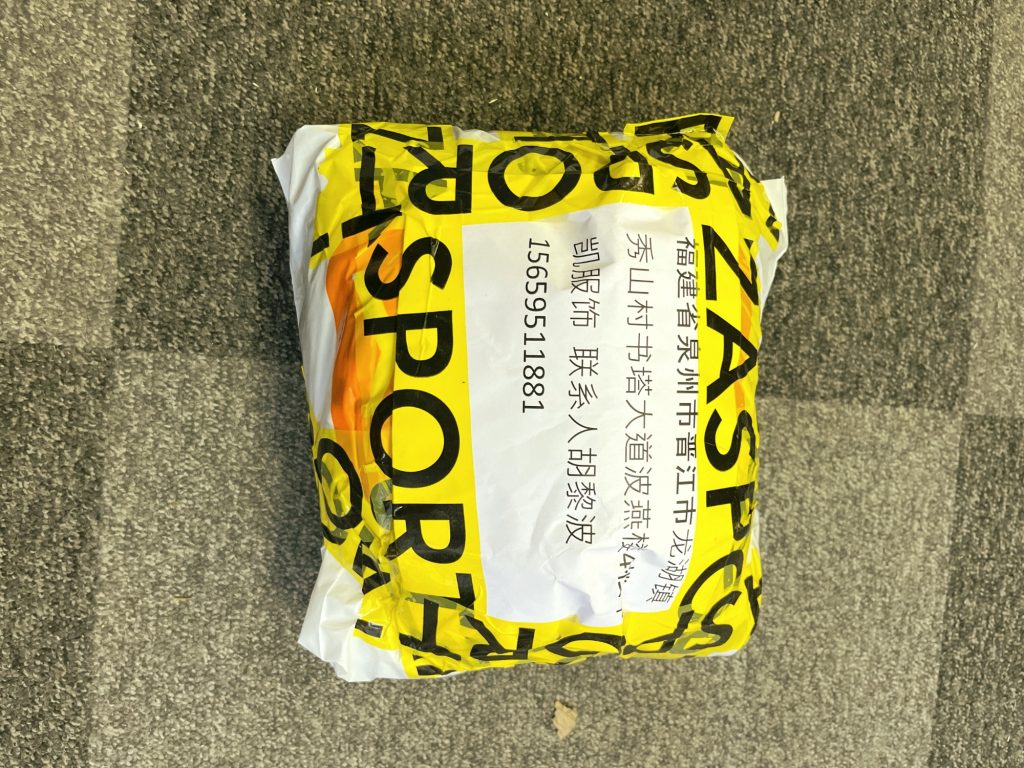 福建省泉州市晋江市龙湖镇
秀山村书塔大道波燕楼4
凯服饰 联系人胡黎波
15659511881
ZASPORT
SPORT